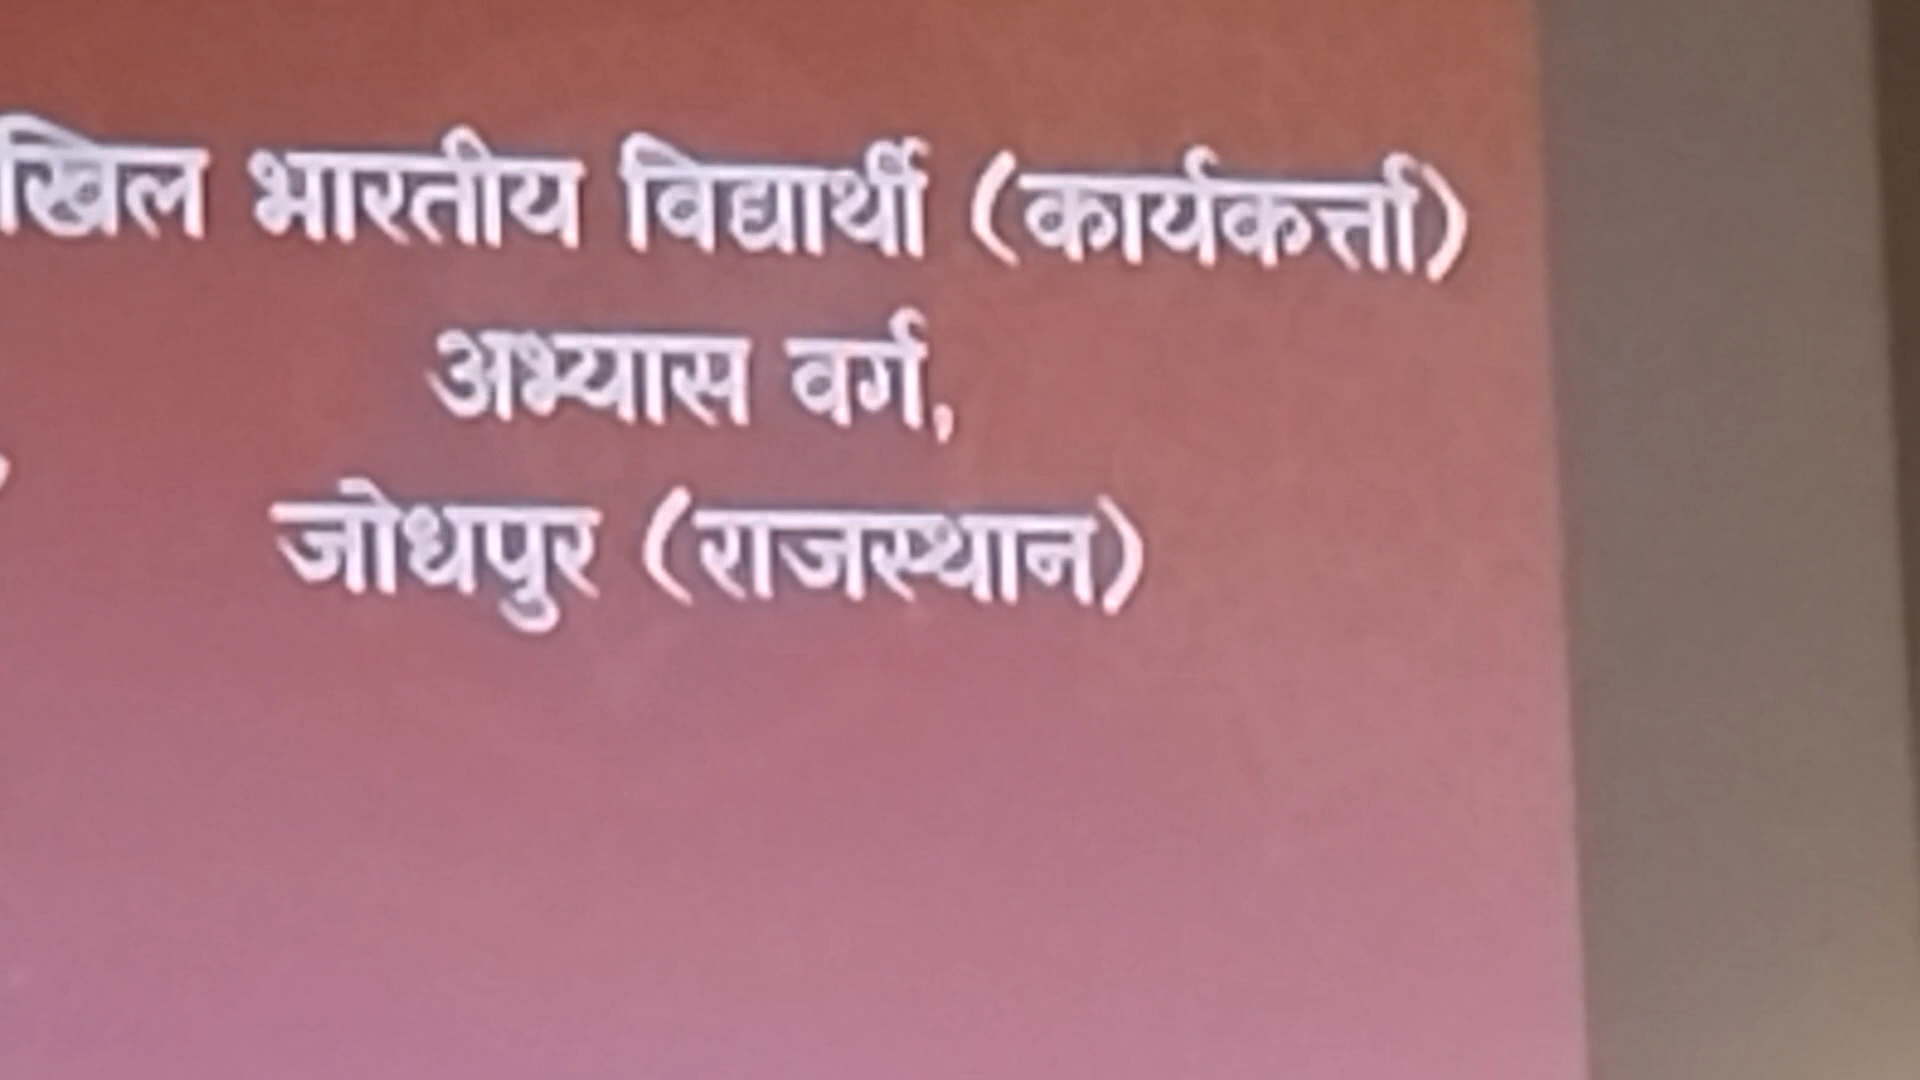 खिल भारतीय विद्यार्थी (कार्यकर्त्ता)
अभ्यास वर्ग,
जोधपुर (राजस्थान)